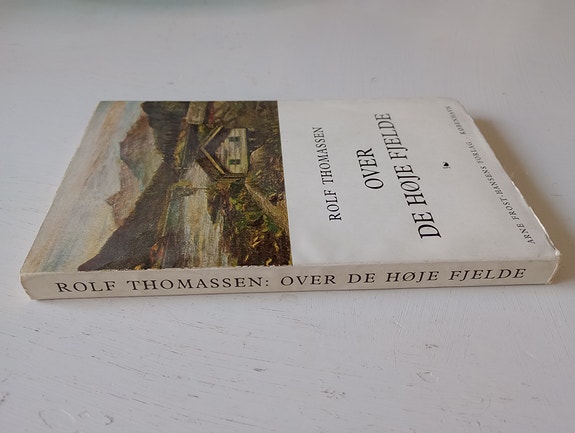 ROLF THOMASSEN
OVER
DE HØJE FJELDE
ARNE FROST-HANSENS FORLAG KØBENHAVN
ROLF THOMASSEN: OVER DE HØJE FJELDE